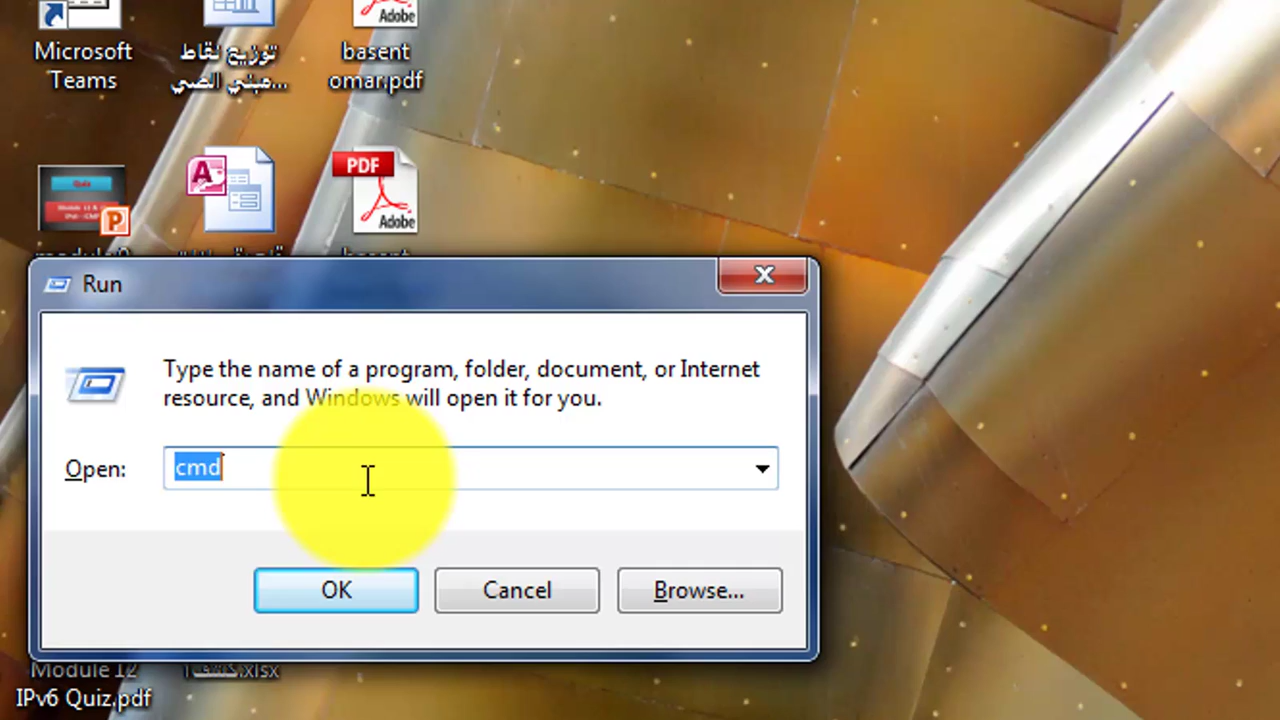 Adobe
Microsoft
Teams
توزيع نقاط
مبنى الصي...
basent
omar.pdf
A
PDF
Adobe
Quiz
P
Run
X
Type the name of a program, folder, document, or Internet
resource, and Windows will open it for you.
Open:
cmd
OK
Cancel
Browse...
Module 12
IPv6 Quiz.pdf